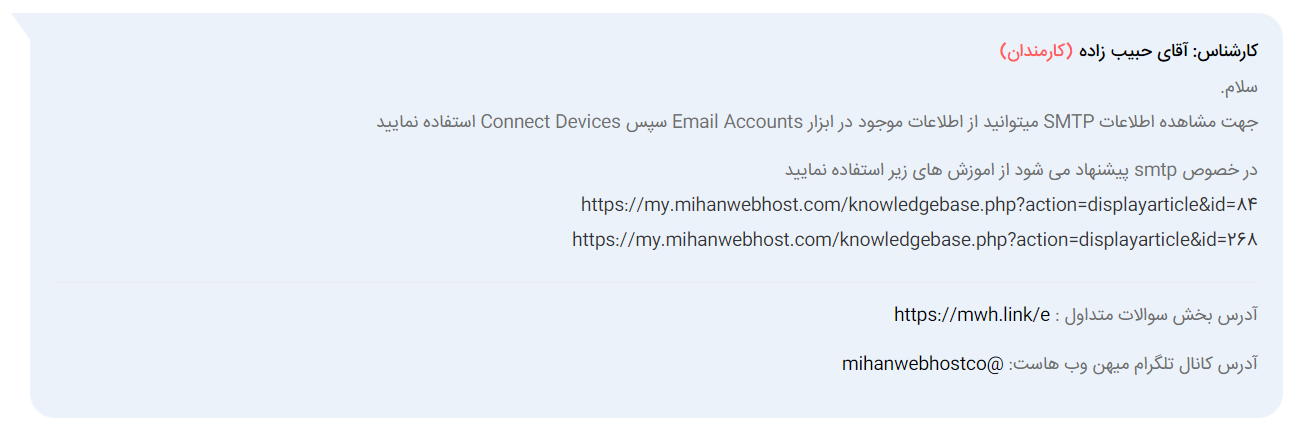 کارشناس: آقای حبیب زاده (کارمندان)
سلام.
جهت مشاهده اطلاعات SMTP میتوانید از اطلاعات موجود در ابزار Email Accounts سپس Connect Devices استفاده نمایید
در خصوص smtp پیشنهاد می شود از اموزش های زیر استفاده نمایید
https://my.mihanwebhost.com/knowledgebase.php?action=displayarticle&id=۸۴
https://my.mihanwebhost.com/knowledgebase.php?action=displayarticle&id=۲۶۸
آدرس بخش سوالات متداول : https://mwh.link/e
آدرس کانال تلگرام میهن وب هاست: @mihanwebhostco